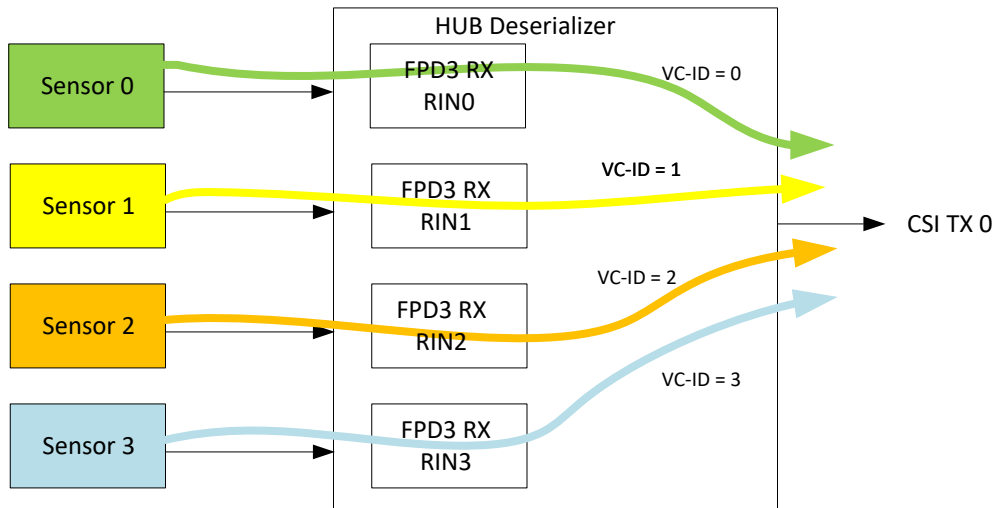 HUB Deserializer
Sensor 0
FPD3 RX
RIN0
VC-ID = 0
Sensor 1
FPD3 RX
RIN1
VC-ID = 1
CSI TX 0
Sensor 2
FPD3 RX
RIN2
VC-ID = 2
Sensor 3
FPD3 RX
RIN3
VC-ID = 3